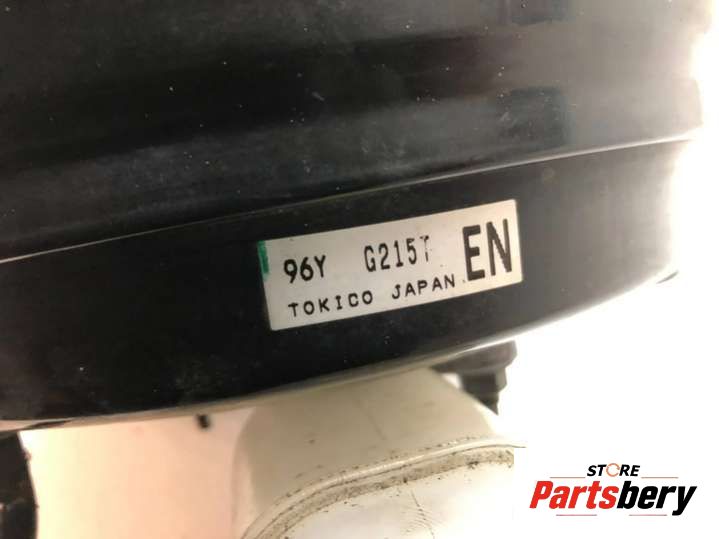 96Y G215T EN
TOKICO JAPAN
STORE
Partsbery